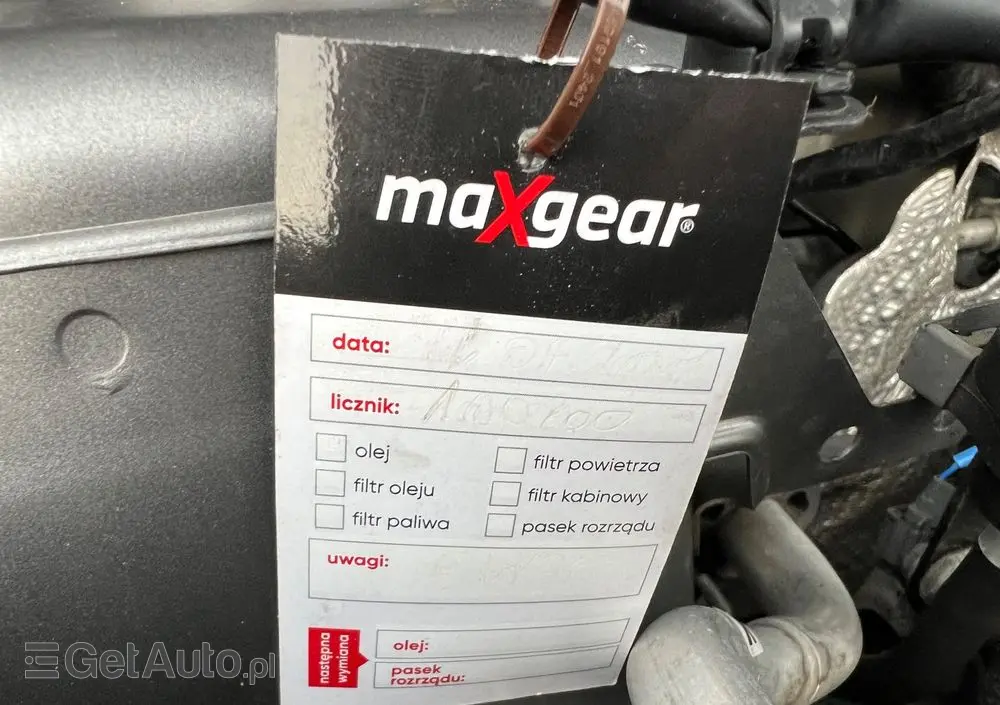 maxgear®
data:
licznik:
olej
filtr powietrza
filtr oleju
filtr kabinowy
filtr paliwa
pasek rozrządu
uwagi:
następna
wymiana
olej:
pasek
rozrządu:
GetAuto.pl